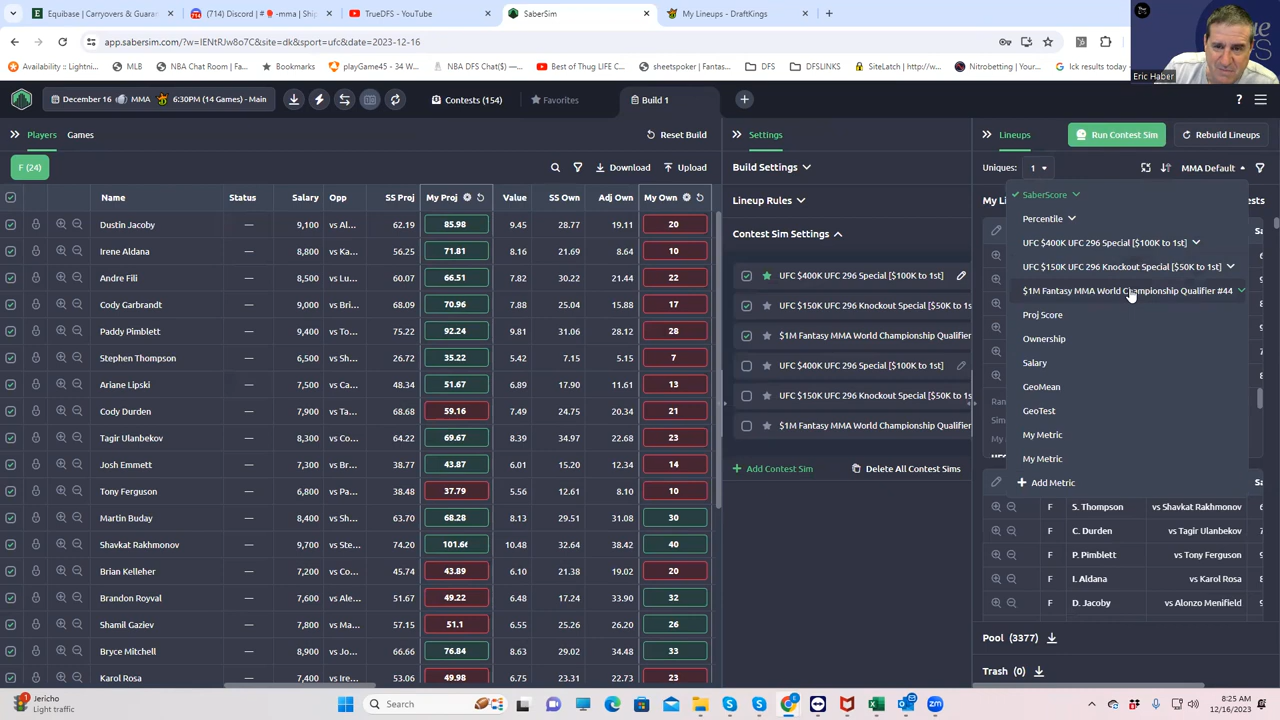 Equibase | Carryovers & Guaran
(714) Discord | #🥊-mma | Ship
TrueDFS - YouTube
SaberSim
My Lineups - DraftKings
app.sabersim.com/?w=IENtRJw8o7C&site=dk&sport=ufc&date=2023-12-16
Eric Haber
Availability :: Lightni...
MLB
NBA Chat Room | Fa...
Bookmarks
playGame45 - 34 W...
NBA DFS Chat($) —...
Best of Thug LIFE C...
sheetspoker | Share...
DFS
DFSLINKS
SiteLatch | http://w...
Nitrobetting | Your...
lck results today...
December 16 MMA 6:30PM (14 Games) - Main
Contests (154)
Favorites
Build 1
Players Games
Reset Build
Settings
Lineups
Run Contest Sim
Rebuild Lineups
F (24)
Download
Upload
Build Settings
Uniques: 1
MMA Default
Name Status Salary Opp SS Proj My Proj Value SS Own Adj Own My Own
Dustin Jacoby — 9,100 vs Al... 62.19 85.98 9.45 28.77 19.11 20
Irene Aldana — 8,800 vs Ka... 71.81 8.16 21.69 8.64 10
Andre Fili — 8,500 vs Lu... 60.07 66.51 7.82 30.22 21.44 22
Cody Garbrandt — 9,000 vs Bri... 70.96 7.88 25.04 15.88 17
Paddy Pimblett — 9,400 vs To... 75.22 92.24 9.81 31.06 28.12 28
Stephen Thompson — 6,500 vs Sh... 26.72 35.22 5.42 7.15 5.15 7
Ariane Lipski — 7,500 vs Ca... 48.34 51.67 6.89 17.90 11.61 13
Cody Durden — 7,900 vs Ta... 68.68 59.16 7.49 24.75 20.34 21
Tagir Ulanbekov — 8,300 vs Co... 64.22 69.67 8.39 34.97 22.68 23
Josh Emmett — 7,300 vs Br... 38.77 43.87 6.01 15.20 12.34 14
Tony Ferguson — 6,800 vs Pa... 38.48 37.79 5.56 12.61 8.10 10
Martin Buday — 8,400 vs Sh... 63.70 68.28 8.13 29.51 31.08 30
Shavkat Rakhmonov — 9,700 vs Ste... 74.20 101.66 10.48 32.64 38.42 40
Brian Kelleher — 7,200 vs Co... 45.74 43.89 6.10 21.38 19.02 20
Brandon Royval — 7,600 vs Ale... 51.67 49.22 6.48 17.24 33.90 32
Shamil Gaziev — 7,800 vs Ma... 57.15 51.1 6.55 25.26 26.20 26
Bryce Mitchell — 8,900 vs Jo... 66.66 76.84 8.63 29.02 34.48 33
Karol Rosa — 7,400 vs Ire... 53.06 49.98 6.75 23.31 22.73 23
Lineup Rules
Contest Sim Settings
UFC $400K UFC 296 Special [$100K to 1st]
UFC $150K UFC 296 Knockout Special [$50K to 1s
$1M Fantasy MMA World Championship Qualifier
UFC $400K UFC 296 Special [$100K to 1st]
UFC $150K UFC 296 Knockout Special [$50K to 1s
$1M Fantasy MMA World Championship Qualifier
Add Contest Sim
Delete All Contest Sims
SaberScore
Percentile
UFC $400K UFC 296 Special [$100K to 1st]
UFC $150K UFC 296 Knockout Special [$50K to 1st]
$1M Fantasy MMA World Championship Qualifier #44
Proj Score
Ownership
Salary
GeoMean
GeoTest
My Metric
My Metric
Add Metric
S. Thompson vs Shavkat Rakhmonov
F C. Durden vs Tagir Ulanbekov
F P. Pimblett vs Tony Ferguson
F I. Aldana vs Karol Rosa
F D. Jacoby vs Alonzo Menifield
Pool (3377)
Trash (0)
Jericho
Light traffic
Search
8:25 AM
12/16/2023